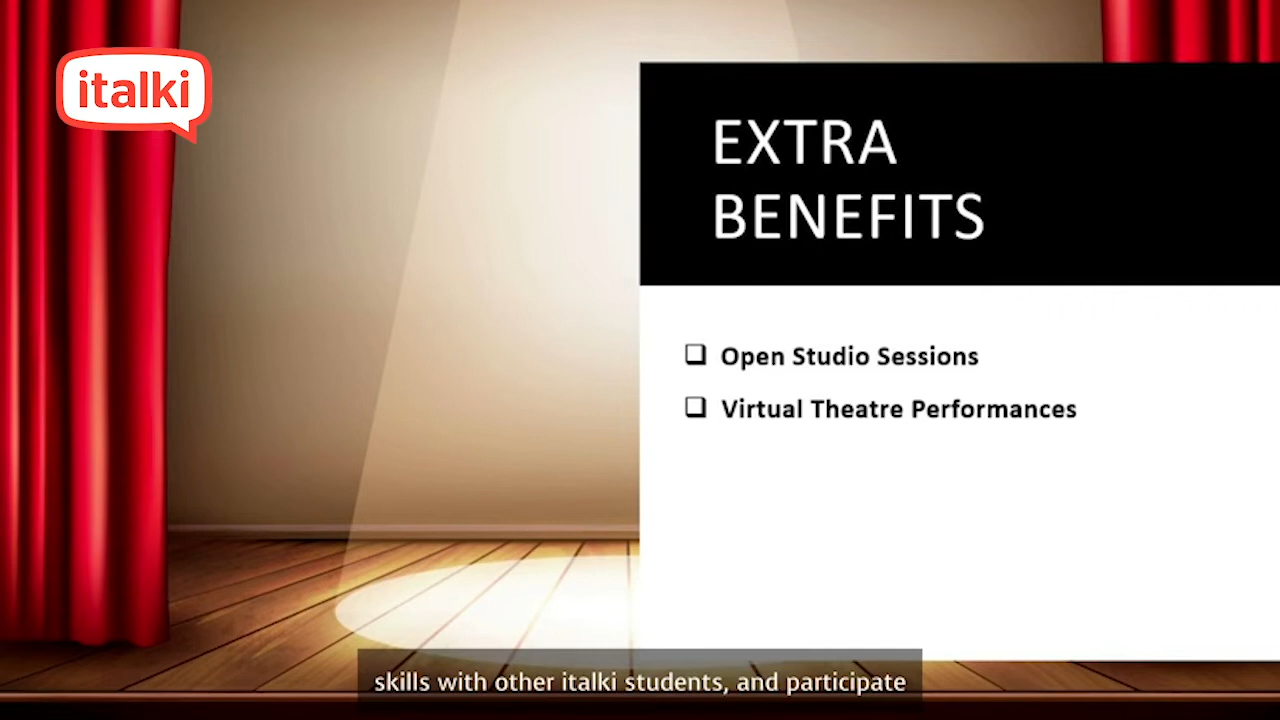 italki
EXTRA
BENEFITS
Open Studio Sessions
Virtual Theatre Performances
skills with other italki students, and participate